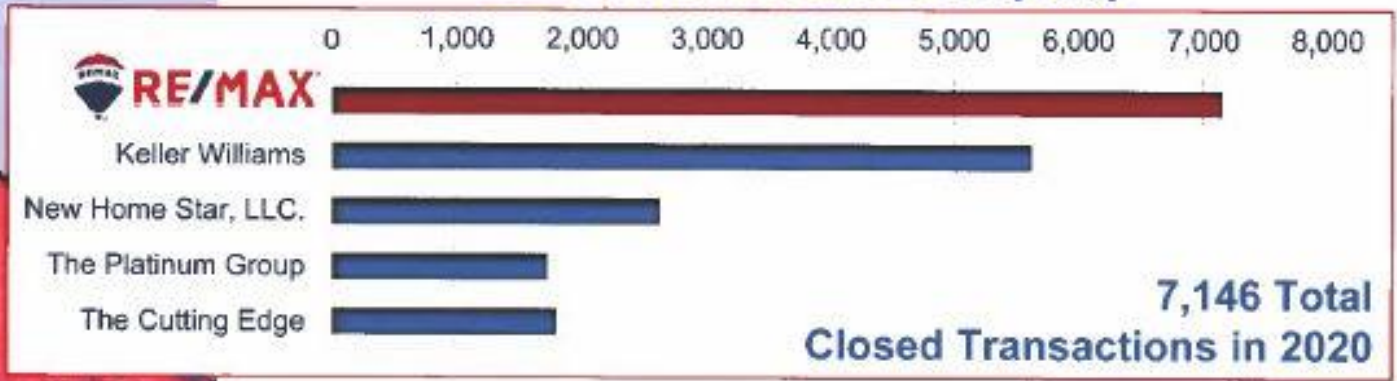 0 1,000 2,000 3,000 4,000 5,000 6,000 7,000 8,000
RE/MAX
RE/MAX
Keller Williams
New Home Star, LLC.
The Platinum Group
The Cutting Edge
7,146 Total
Closed Transactions in 2020